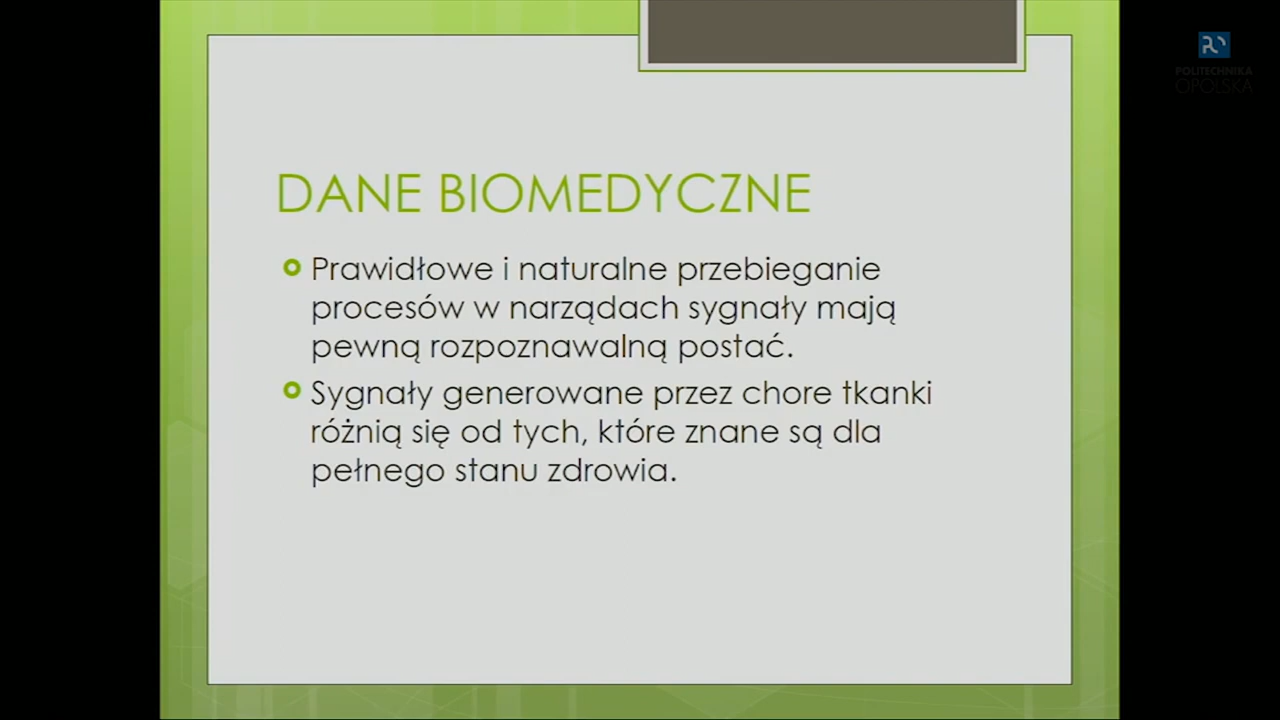 POLITECHNIKA
OPOLSKA
DANE BIOMEDYCZNE
Prawidłowe i naturalne przebieganie
procesów w narządach sygnały mają
pewną rozpoznawalną postać.
Sygnały generowane przez chore tkanki
różnią się od tych, które znane są dla
pełnego stanu zdrowia.